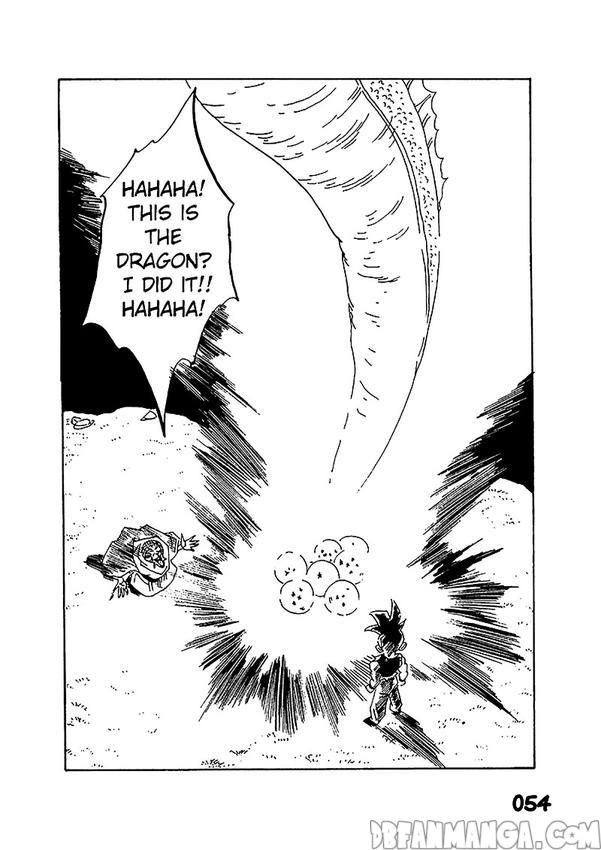 HAHAHA!
THIS IS
THE
DRAGON?
I DID IT!!
HAHAHA!
054
DBFANMANGA.COM